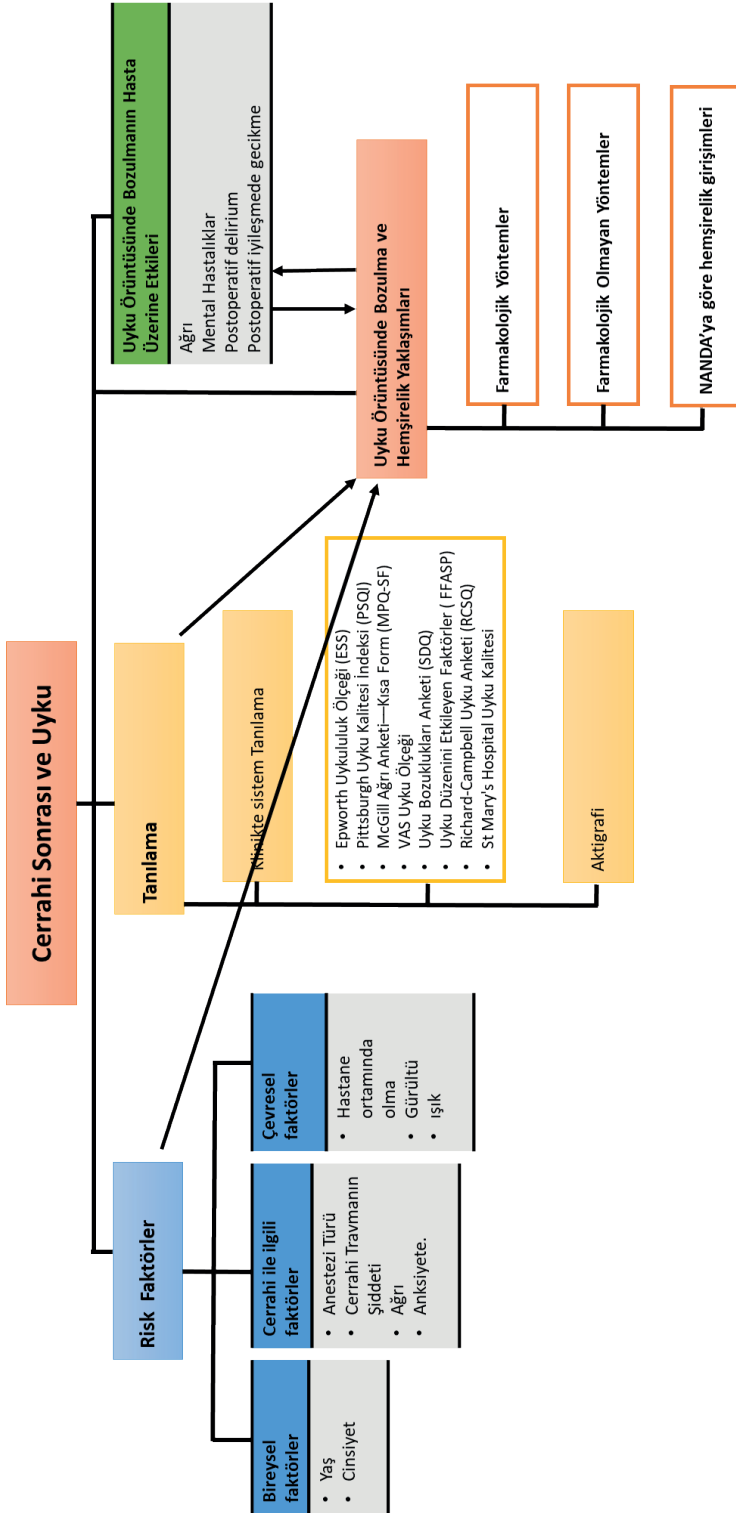 Cerrahi Sonrası ve Uyku
Risk Faktörler
Bireysel
faktörler
• Yaş
• Cinsiyet
Cerrahi ile ilgili
faktörler
• Anestezi Türü
• Cerrahi Travmanın
Şiddeti
• Ağrı
• Anksiyete.
Çevresel
faktörler
• Hastane
ortamında
olma
• Gürültü
• ışık
Tanılama
Klinikte sistem Tanılama
• Epworth Uykululuk Ölçeği (ESS)
• Pittsburgh Uyku Kalitesi İndeksi (PSQI)
• McGill Ağrı Anketi—Kısa Form (MPQ-SF)
• VAS Uyku Ölçeği
• Uyku Bozuklukları Anketi (SDQ)
• Uyku Düzenini Etkileyen Faktörler ( FFASP)
• Richard-Campbell Uyku Anketi (RCSQ)
• St Mary's Hospital Uyku Kalitesi
Aktigrafi
Uyku Örüntüsünde Bozulmanın Hasta
Üzerine Etkileri
Ağrı
Mental Hastalıklar
Postoperatif delirium
Postoperatif iyileşmede gecikme
Uyku Örüntüsünde Bozulma ve
Hemşirelik Yaklaşımları
Farmakolojik Yöntemler
Farmakolojik Olmayan Yöntemler
NANDA'ya göre hemşirelik girişimleri